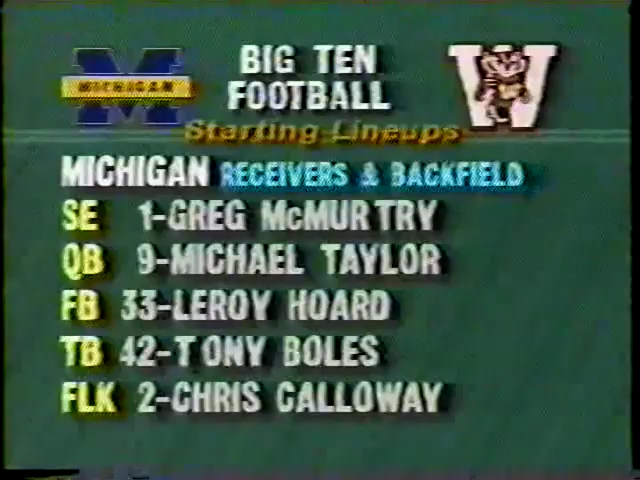 MICHIGAN
BIG TEN
FOOTBALL
W
Starting Lineups
MICHIGAN RECEIVERS & BACKFIELD
SE 1-GREG McMURTRY
QB 9-MICHAEL TAYLOR
FB 33-LEROY HOARD
TB 42-TONY BOLES
FLK 2-CHRIS CALLOWAY